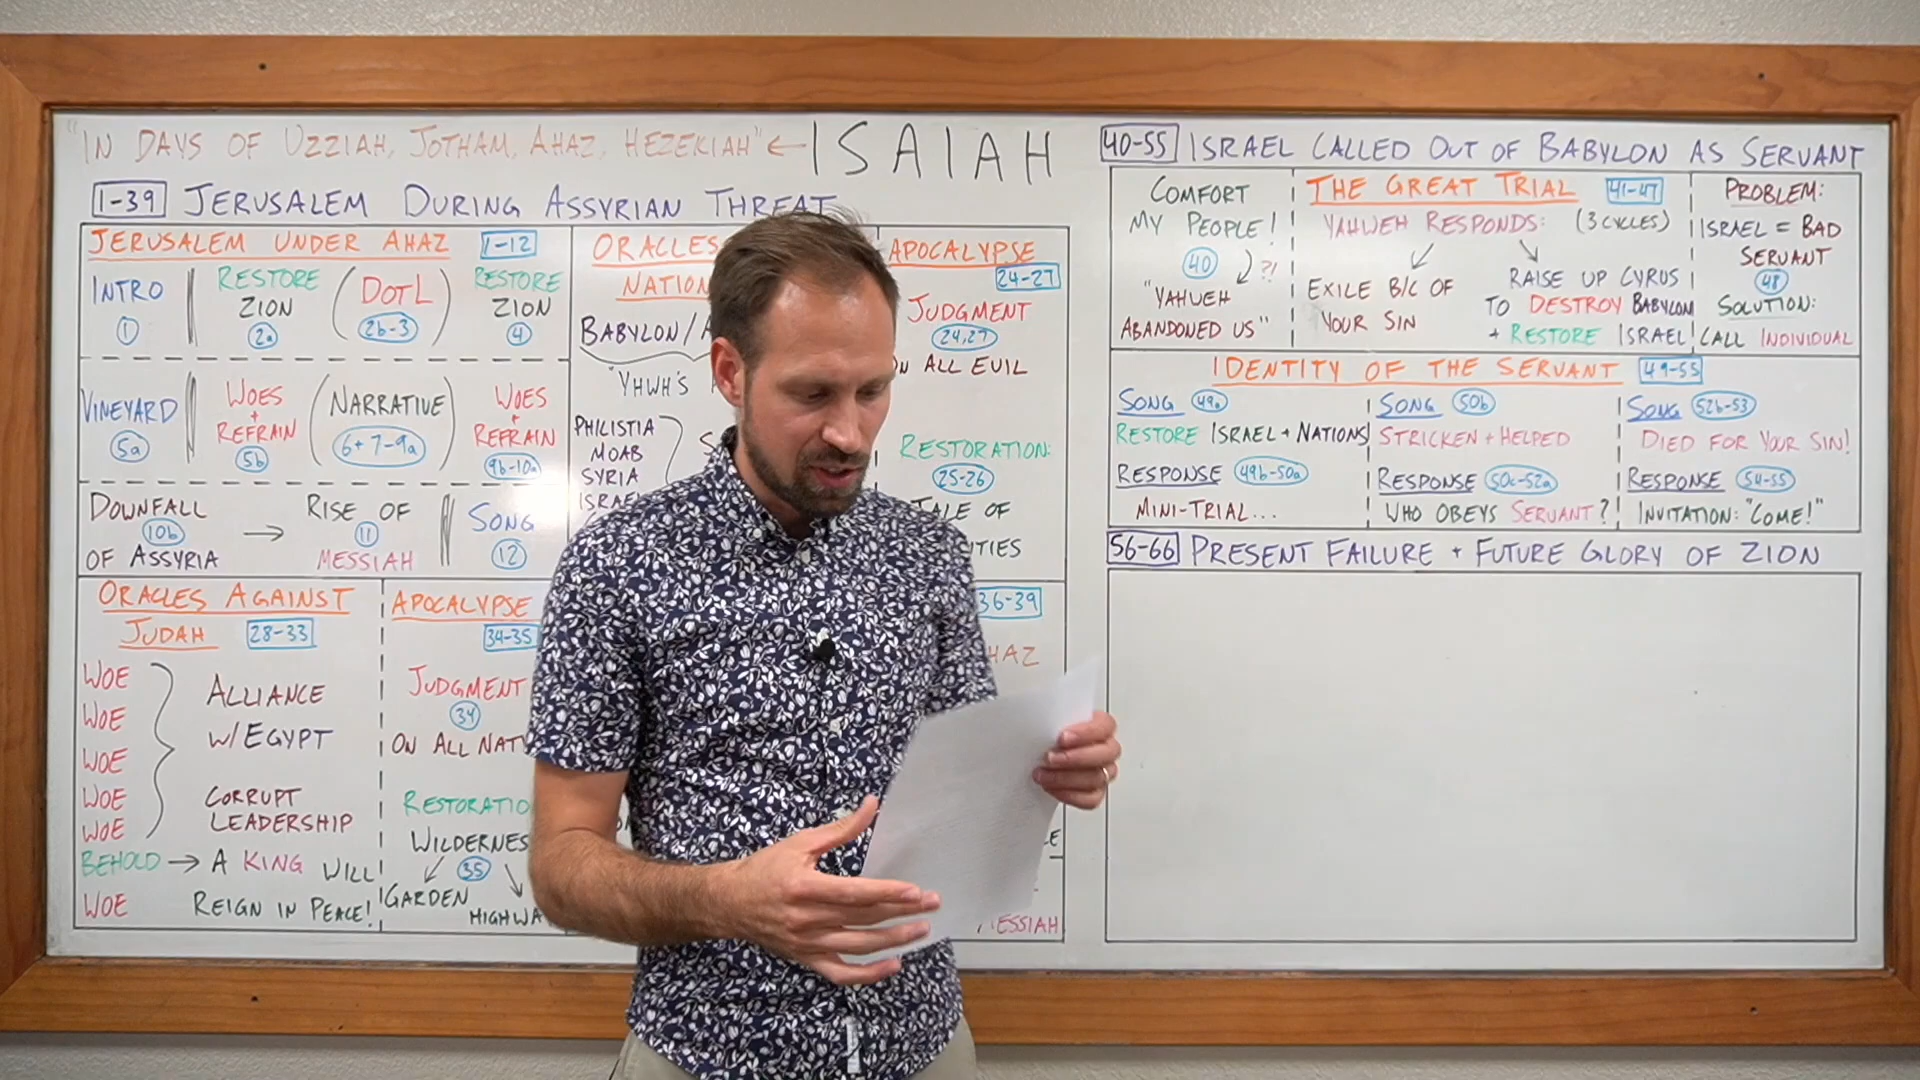 "IN DAYS OF UZZIAH, JOTHAM, AHAZ, HEZEKIAH" ← ISAIAH
1-39 JERUSALEM DURING ASSYRIAN THREAT
JERUSALEM UNDER AHAZ 1-12
INTRO
1
RESTORE
ZION
2a
(DOTL)
2b-3
RESTORE
ZION
4
VINEYARD
5a
WOES
+
REFRAIN
5b
(NARRATIVE)
6+7-9a
WOES
+
REFRAIN
9b-10a
DOWNFALL
10b
OF ASSYRIA
→
RISE OF
11
MESSIAH
SONG
12
ORACLES
BABYLON/
"YHWH'S
PHILISTIA
MOAB
SYRIA
APOCALYPSE
24-27
JUDGMENT
24,27
ALL EVIL
RESTORATION:
25-26
OF
ORACLES AGAINST
JUDAH 28-33
WOE
WOE
WOE
WOE
WOE
ALLIANCE
W/EGYPT
CORRUPT
LEADERSHIP
BEHOLD → A KING WILL
WOE REIGN IN PEACE!
APOCALYPSE
34-35
JUDGMENT
34
ON ALL
35
GARDEN
36-39
40-55 ISRAEL CALLED OUT OF BABYLON AS SERVANT
COMFORT
MY PEOPLE!
40 ?!
"YAHWEH
ABANDONED US"
THE GREAT TRIAL 41-47
YAHWEH RESPONDS: (3 CYCLES)
EXILE B/C OF
YOUR SIN
RAISE UP CYRUS
TO DESTROY BABYLON
+ RESTORE ISRAEL
PROBLEM:
ISRAEL = BAD
SERVANT
48
SOLUTION:
CALL INDIVIDUAL
IDENTITY OF THE SERVANT 49-55
SONG 49a
RESTORE ISRAEL + NATIONS
RESPONSE 49b-50a
MINI-TRIAL...
SONG 50b
STRICKEN + HELPED
RESPONSE 50c-52a
WHO OBEYS SERVANT?
SONG 52b-53
DIED FOR YOUR SIN!
RESPONSE 54-55
INVITATION: "COME!"
56-66 PRESENT FAILURE + FUTURE GLORY OF ZION